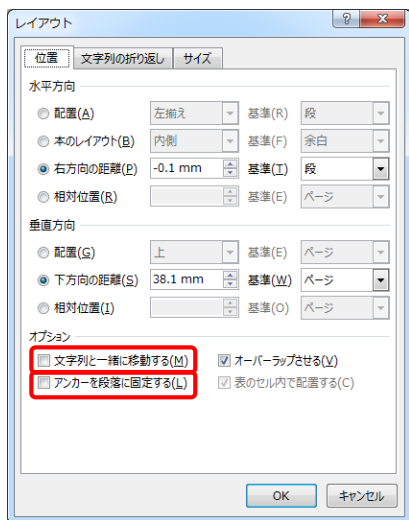 レイアウト
位置 文字列の折り返し サイズ
水平方向
配置(A) 左揃え 基準(R) 段
本のレイアウト(B) 内側 基準(F) 余白
右方向の距離(P) -0.1 mm 基準(T) 段
相対位置(R) 基準(E) ページ
垂直方向
配置(G) 上 基準(E) ページ
下方向の距離(S) 38.1 mm 基準(W) ページ
相対位置(I) 基準(O) ページ
オプション
文字列と一緒に移動する(M) オーバーラップさせる(V)
アンカーを段落に固定する(L) 表のセル内で配置する(C)
OK キャンセル